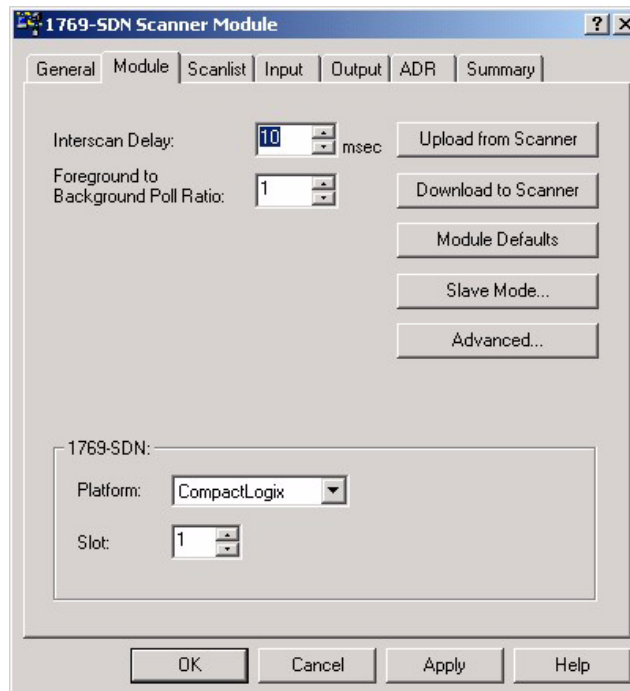 1769-SDN Scanner Module
General Module Scanlist Input Output ADR Summary
Interscan Delay: 10 msec Upload from Scanner
Foreground to
Background Poll Ratio: 1 Download to Scanner
Module Defaults
Slave Mode...
Advanced...
1769-SDN:
Platform: CompactLogix
Slot: 1
OK Cancel Apply Help